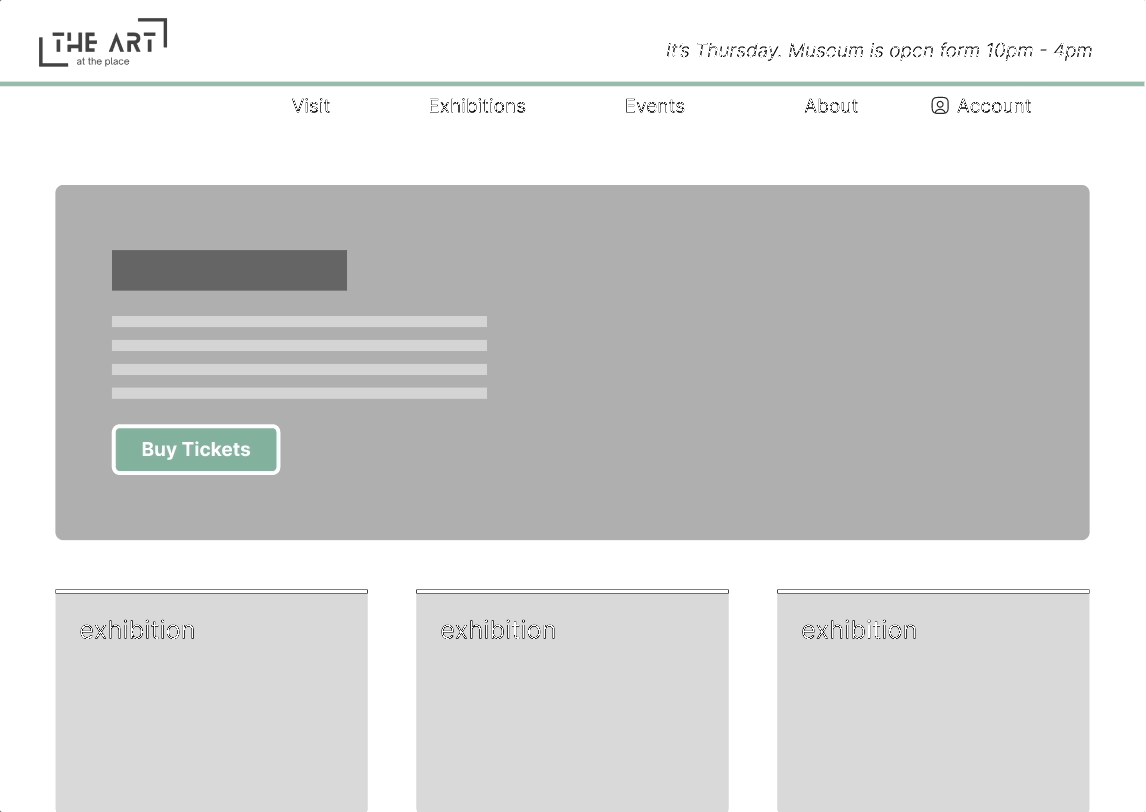 THE ART
at the place
It's Thursday. Museum is open form 10pm - 4pm
Visit Exhibitions Events About Account
Buy Tickets
exhibition exhibition exhibition